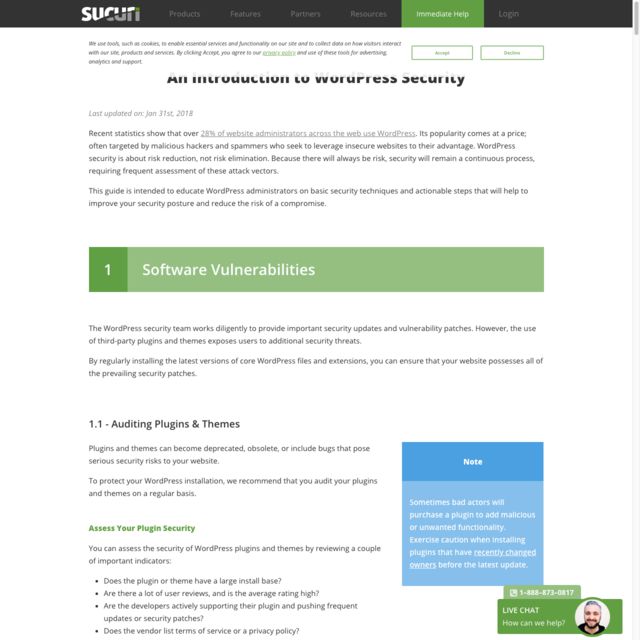 SUCURI
Products
Features
Partners
Resources
Immediate Help
Login
We use tools, such as cookies, to enable essential services and functionality on our site and to collect data on how visitors interact
with our site, products and services. By clicking Accept, you agree to our privacy policy and use of these tools for advertising,
analytics and support.
Accept
Decline
An Introduction to WordPress Security
Last updated on: Jan 31st, 2018
Recent statistics show that over 28% of website administrators across the web use WordPress. Its popularity comes at a price;
often targeted by malicious hackers and spammers who seek to leverage insecure websites to their advantage. WordPress
security is about risk reduction, not risk elimination. Because there will always be risk, security will remain a continuous process,
requiring frequent assessment of these attack vectors.
This guide is intended to educate WordPress administrators on basic security techniques and actionable steps that will help to
improve your security posture and reduce the risk of a compromise.
1
Software Vulnerabilities
The WordPress security team works diligently to provide important security updates and vulnerability patches. However, the use
of third-party plugins and themes exposes users to additional security threats.
By regularly installing the latest versions of core WordPress files and extensions, you can ensure that your website possesses all of
the prevailing security patches.
1.1 - Auditing Plugins & Themes
Plugins and themes can become deprecated, obsolete, or include bugs that pose
serious security risks to your website.
To protect your WordPress installation, we recommend that you audit your plugins
and themes on a regular basis.
Assess Your Plugin Security
You can assess the security of WordPress plugins and themes by reviewing a couple
of important indicators:
• Does the plugin or theme have a large install base?
• Are there a lot of user reviews, and is the average rating high?
• Are the developers actively supporting their plugin and pushing frequent
updates or security patches?
• Does the vendor list terms of service or a privacy policy?
Note
Sometimes bad actors will
purchase a plugin to add malicious
or unwanted functionality.
Exercise caution when installing
plugins that have recently changed
owners before the latest update.
1-888-873-0817
LIVE CHAT
How can we help?